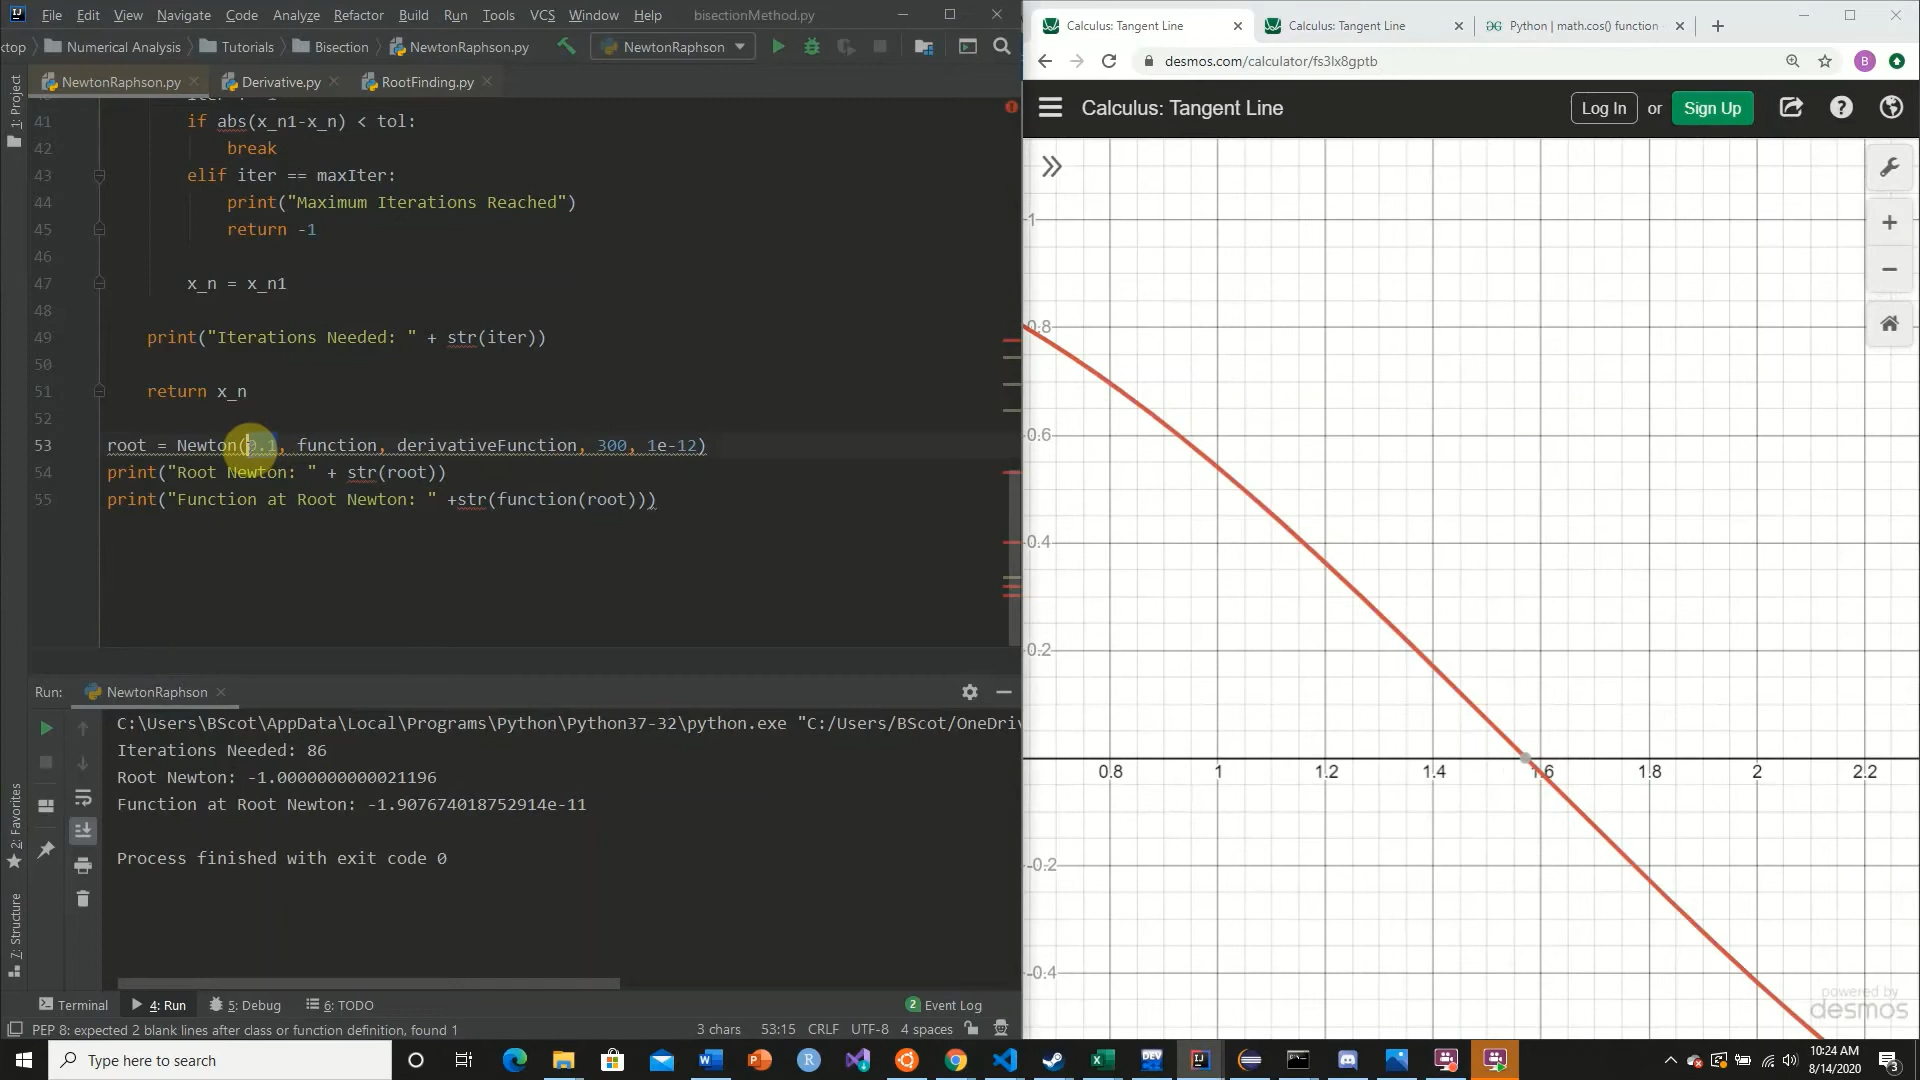 File Edit View Navigate Code Analyze Refactor Build Run Tools VCS Window Help bisectionMethod.py
top Numerical Analysis Tutorials Bisection NewtonRaphson.py NewtonRaphson
NewtonRaphson.py Derivative.py RootFinding.py
1: Project
41 if abs(x_n1-x_n) < tol:
42 break
43 elif iter == maxIter:
44 print("Maximum Iterations Reached")
45 return -1
46
47 x_n = x_n1
48
49 print("Iterations Needed: " + str(iter))
50
51 return x_n
52
53 root = Newton(0.1, function, derivativeFunction, 300, 1e-12)
54 print("Root Newton: " + str(root))
55 print("Function at Root Newton: " +str(function(root)))
Run: NewtonRaphson
C:\Users\BScot\AppData\Local\Programs\Python\Python37-32\python.exe "C:/Users/BScot/OneDriv
Iterations Needed: 86
Root Newton: -1.0000000000021196
Function at Root Newton: -1.907674018752914e-11
Process finished with exit code 0
2: Favorites
7: Structure
Terminal 4: Run 5: Debug 6: TODO 2 Event Log
PEP 8: expected 2 blank lines after class or function definition, found 1 3 chars 53:15 CRLF UTF-8 4 spaces
Calculus: Tangent Line Calculus: Tangent Line Python | math.cos() function
desmos.com/calculator/fs3lx8gptb B
Calculus: Tangent Line Log In or Sign Up
1
0.8
0.6
0.4
0.2
0.8 1 1.2 1.4 1.6 1.8 2 2.2
-0.2
-0.4
powered by
desmos
Type here to search
10:24 AM
8/14/2020
3